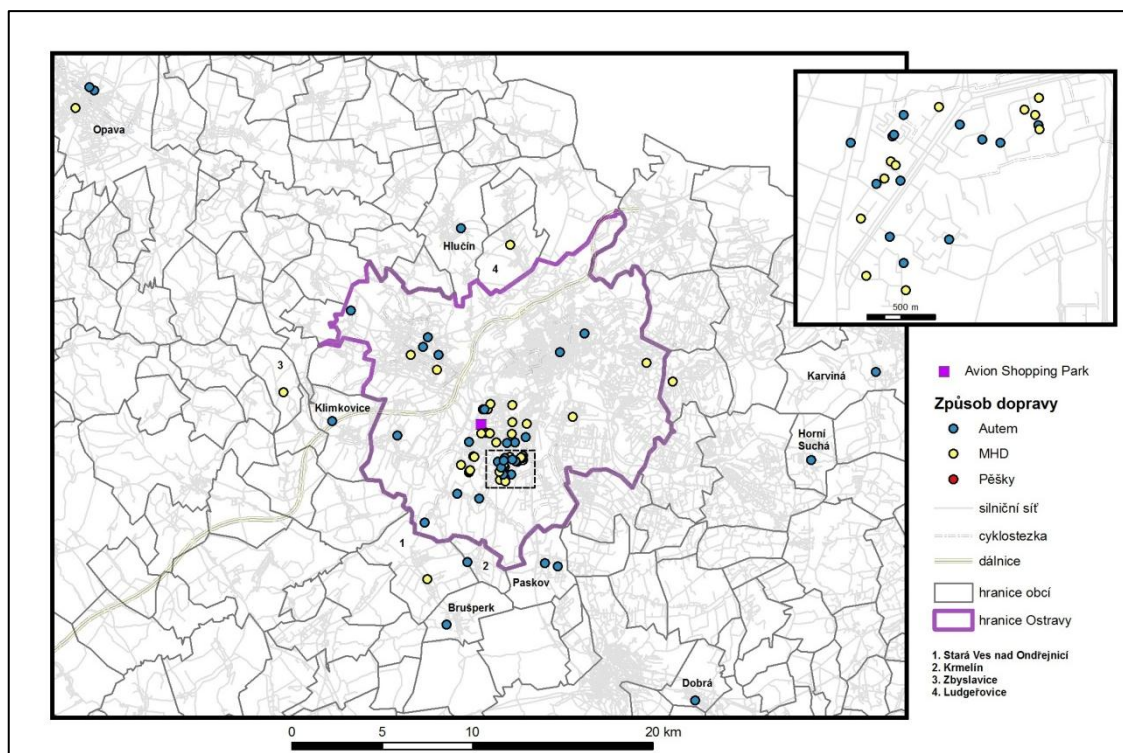 Opava
Hlučín
4
3
Klimkovice
Karviná
Horní
Suchá
1
2
Paskov
Brušperk
Dobrá
500 m
Avion Shopping Park
Způsob dopravy
Autem
MHD
Pěšky
silniční síť
cyklostezka
dálnice
hranice obcí
hranice Ostravy
1. Stará Ves nad Ondřejnicí
2. Krmelín
3. Zbyslavice
4. Ludgeřovice
0 5 10 20 km